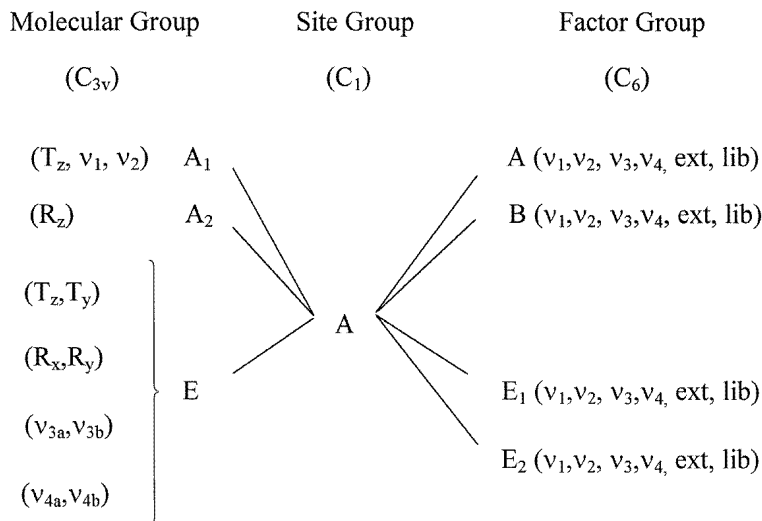 Molecular Group Site Group Factor Group
(C3v) (C1) (C6)
(Tz, ν1, ν2) A1 A (ν1,ν2, ν3,ν4, ext, lib)
(Rz) A2 B (ν1,ν2, ν3,ν4, ext, lib)
(Tz,Ty)
A
(Rx,Ry)
E E1 (ν1,ν2, ν3,ν4, ext, lib)
(ν3a,ν3b)
E2 (ν1,ν2, ν3,ν4, ext, lib)
(ν4a,ν4b)